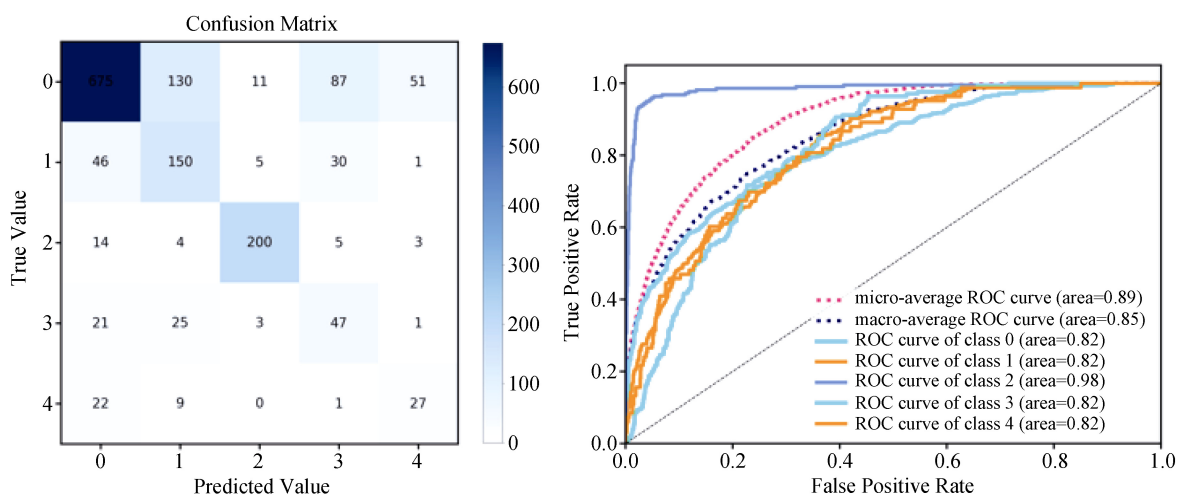 Confusion Matrix
True Value
0 675 130 11 87 51
1 46 150 5 30 1
2 14 4 200 5 3
3 21 25 3 47 1
4 22 9 0 1 27
0 1 2 3 4
Predicted Value
600
500
400
300
200
100
0
True Positive Rate
1.0
0.8
0.6
0.4
0.2
0.0
micro-average ROC curve (area=0.89)
macro-average ROC curve (area=0.85)
ROC curve of class 0 (area=0.82)
ROC curve of class 1 (area=0.82)
ROC curve of class 2 (area=0.98)
ROC curve of class 3 (area=0.82)
ROC curve of class 4 (area=0.82)
0.0 0.2 0.4 0.6 0.8 1.0
False Positive Rate